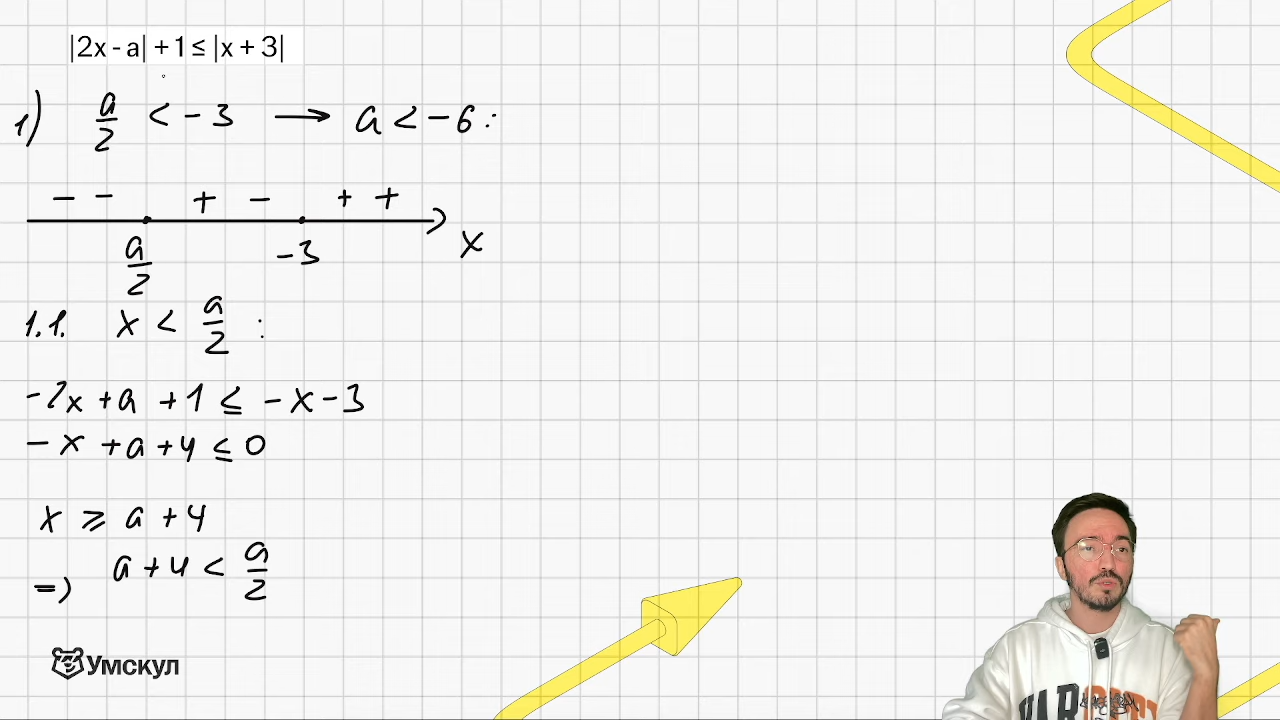 |2x - a| + 1 ≤ |x + 3|
1) a/2 < -3 → a < -6 :
- - + - + +
a/2 -3 x
1.1. x < a/2 :
-2x + a + 1 ≤ -x - 3
-x + a + 4 ≤ 0
x ≥ a + 4
=) a + 4 < a/2
Умскул